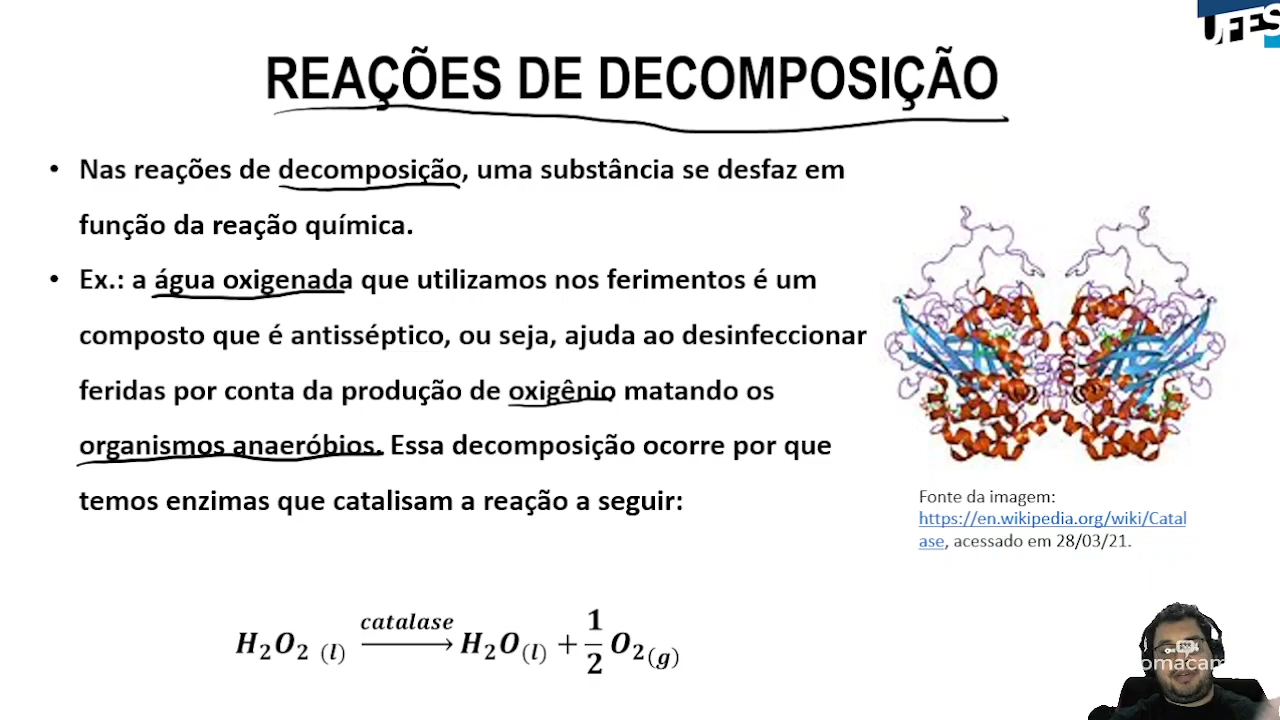 UFES
REAÇÕES DE DECOMPOSIÇÃO
• Nas reações de decomposição, uma substância se desfaz em
função da reação química.
• Ex.: a água oxigenada que utilizamos nos ferimentos é um
composto que é antisséptico, ou seja, ajuda ao desinfeccionar
feridas por conta da produção de oxigênio matando os
organismos anaeróbios. Essa decomposição ocorre por que
temos enzimas que catalisam a reação a seguir:
Fonte da imagem:
https://en.wikipedia.org/wiki/Catal
ase, acessado em 28/03/21.
catalase
H₂O₂ (l) ⟶ H₂O(l) + 1/2 O₂(g)